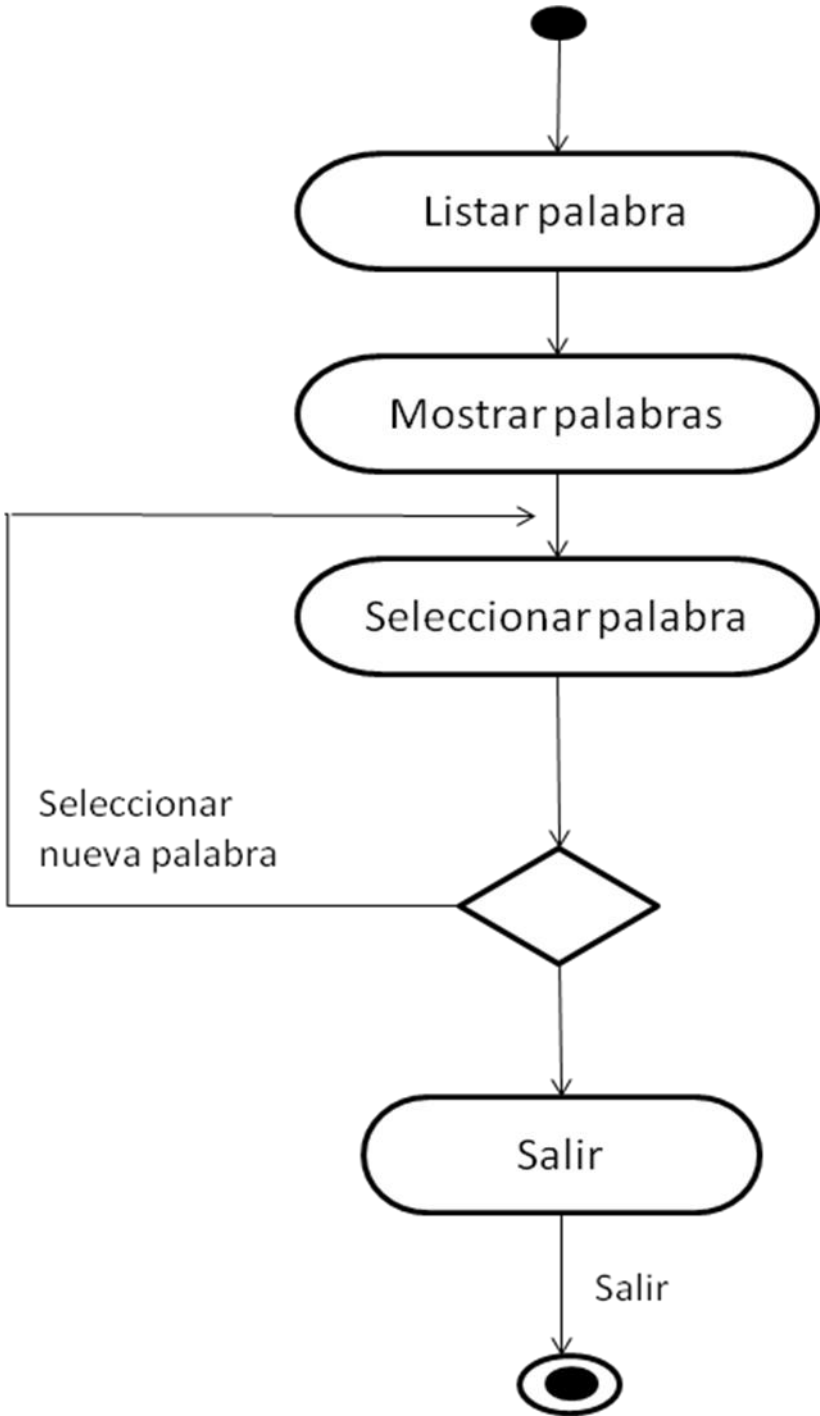 Listar palabra
Mostrar palabras
Seleccionar palabra
Seleccionar
nueva palabra
Salir
Salir